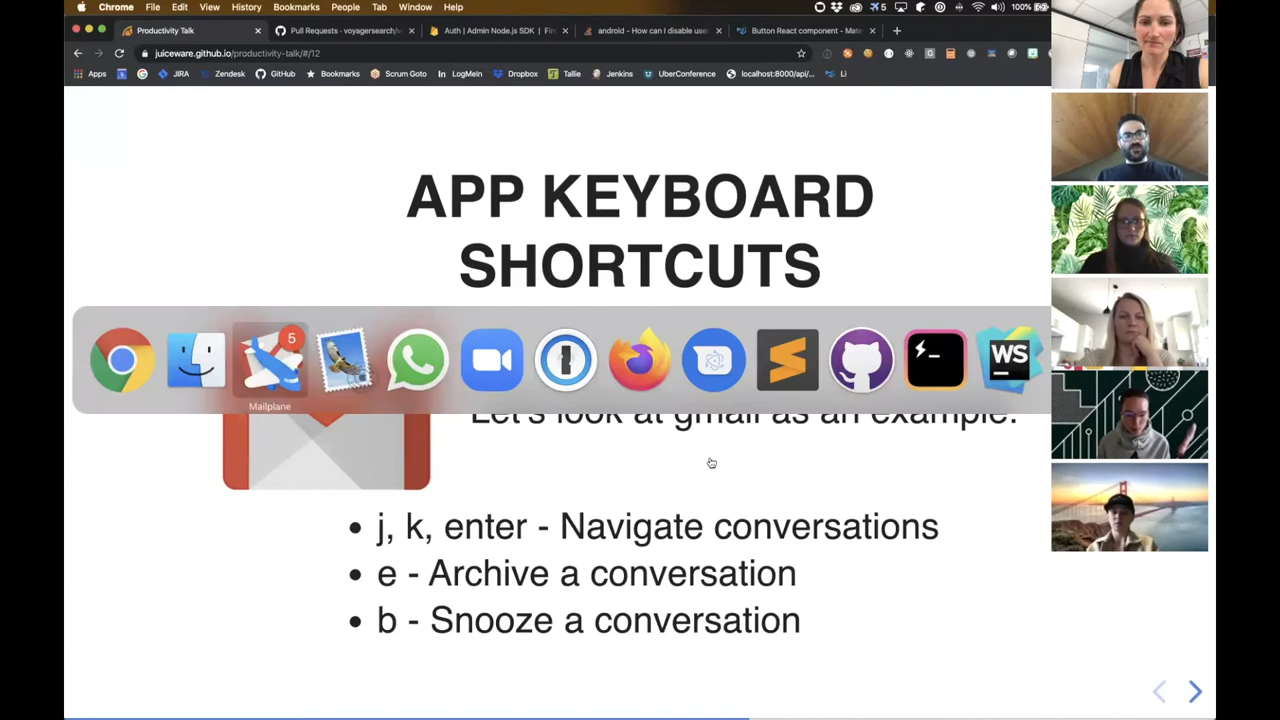 Chrome File Edit View History Bookmarks People Tab Window Help 5 100%
Productivity Talk Pull Requests · voyagersearch/v Auth | Admin Node.js SDK | Fire android - How can I disable use Button React component - Mate
juiceware.github.io/productivity-talk/#/12
Apps JIRA Zendesk GitHub Bookmarks Scrum Goto LogMein Dropbox Tallie Jenkins UberConference localhost:8000/api/... Li
APP KEYBOARD
SHORTCUTS
5
WS
Mailplane
Let's look at gmail as an example:
• j, k, enter - Navigate conversations
• e - Archive a conversation
• b - Snooze a conversation